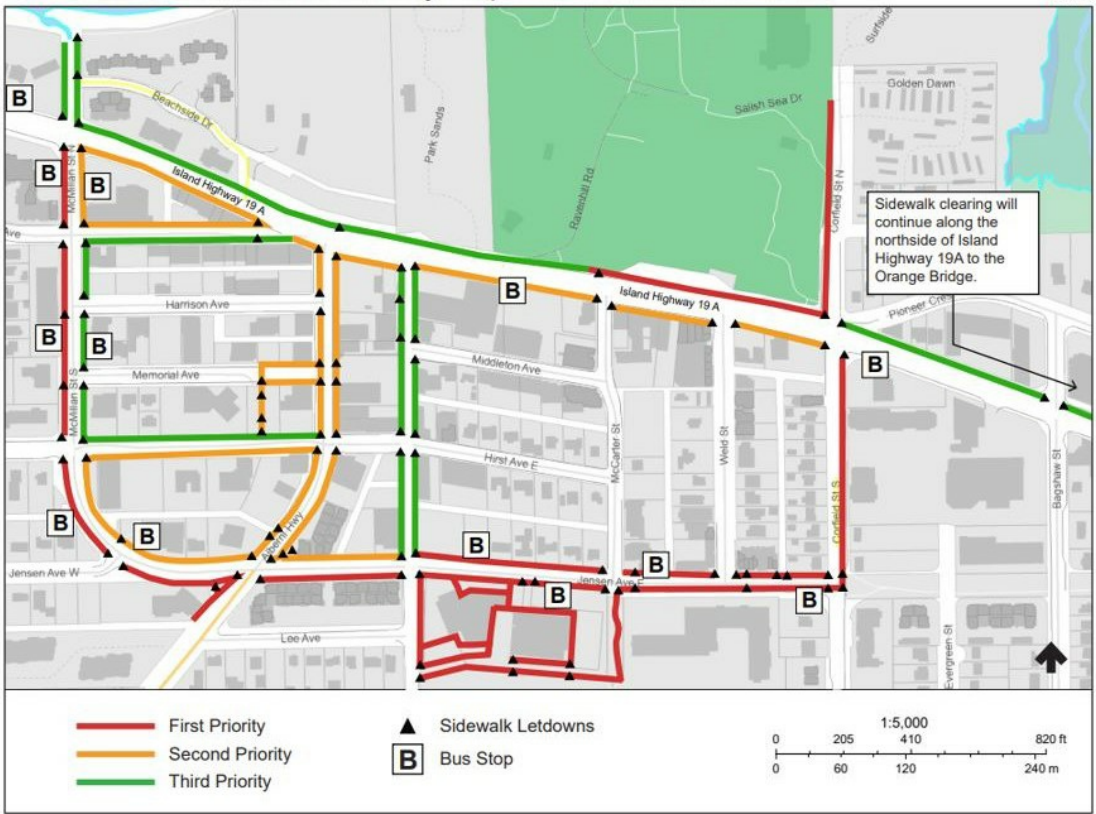 Surfside
Golden Dawn
B
Beachside Dr
Salish Sea Dr
Park Sands
B
B
McMillan St N
Island Highway 19 A
Ravenhill Rd
Corfield St N
Sidewalk clearing will
continue along the
northside of Island
Highway 19A to the
Orange Bridge.
Ave
B
Island Highway 19 A
Harrison Ave
Pioneer Cres
B
B
Middleton Ave
B
Memorial Ave
McMillan St S
McCarter St
Weld St
Hirst Ave E
Bagshaw St
Corfield St S
B
B
Alberni Hwy
B
B
Jensen Ave W
Jensen Ave E
B
B
Lee Ave
Evergreen St
First Priority
Second Priority
Third Priority
Sidewalk Letdowns
B Bus Stop
1:5,000
0 205 410 820 ft
0 60 120 240 m